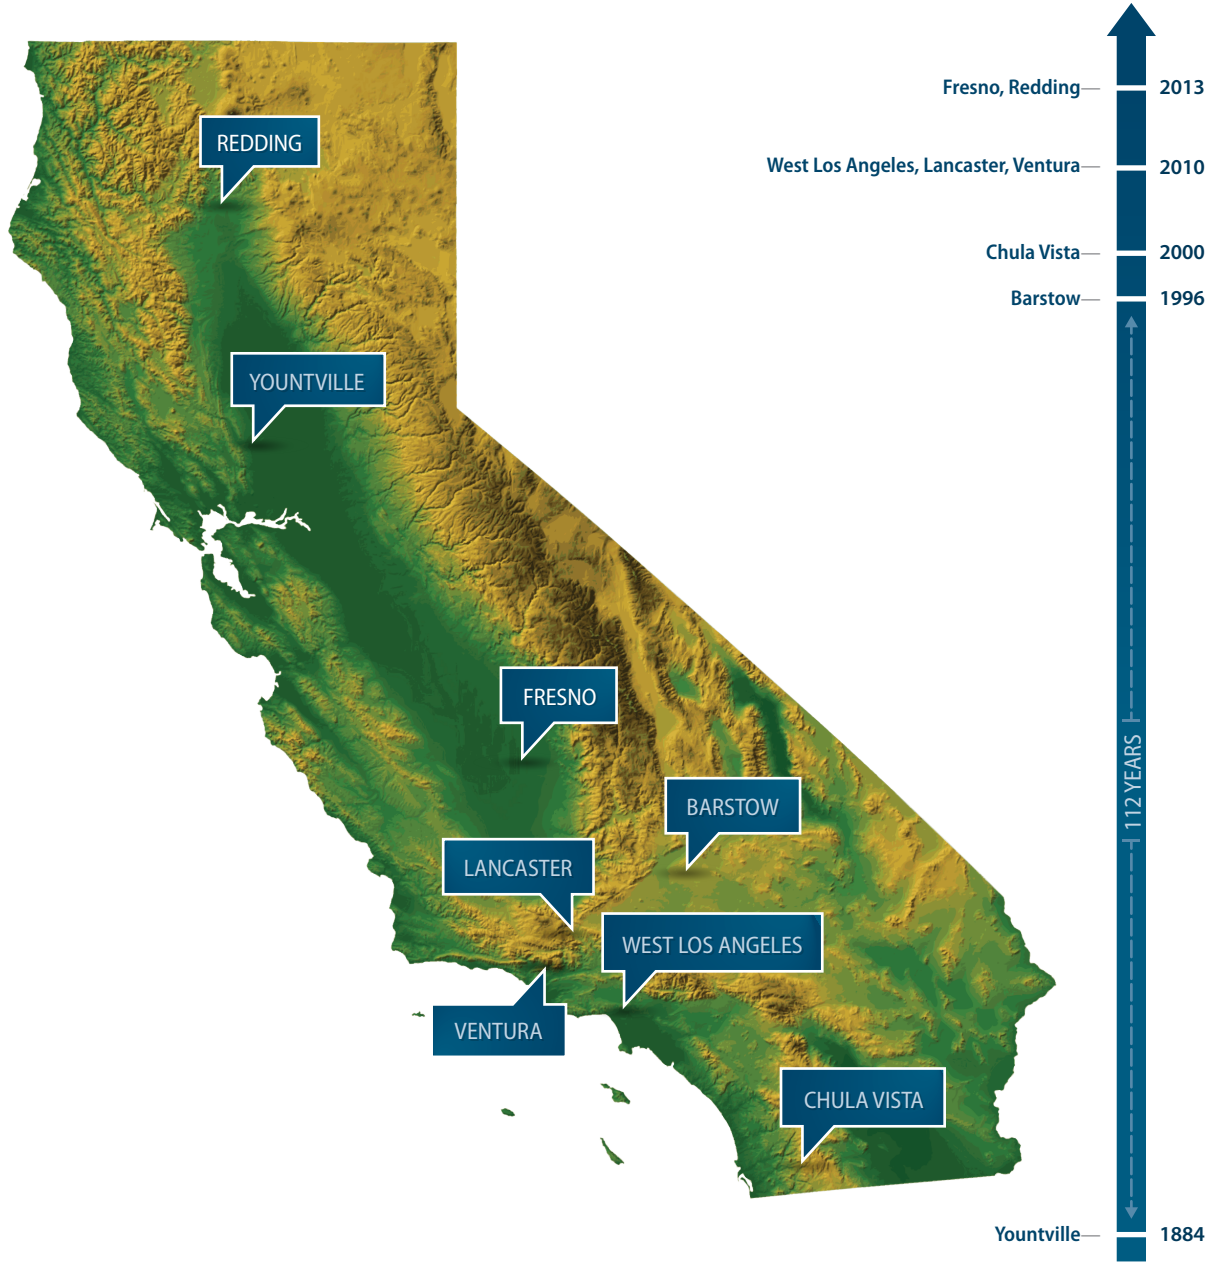 REDDING
YOUNTVILLE
FRESNO
BARSTOW
LANCASTER
WEST LOS ANGELES
VENTURA
CHULA VISTA
Fresno, Redding 2013
West Los Angeles, Lancaster, Ventura 2010
Chula Vista 2000
Barstow 1996
112 YEARS
Yountville 1884